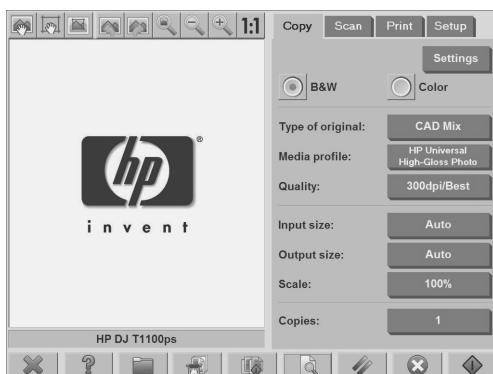 1:1
Copy Scan Print Setup
Settings
B&W Color
Type of original: CAD Mix
Media profile: HP Universal
High-Gloss Photo
Quality: 300dpi/Best
Input size: Auto
Output size: Auto
Scale: 100%
Copies: 1
hp
®
invent
HP DJ T1100ps